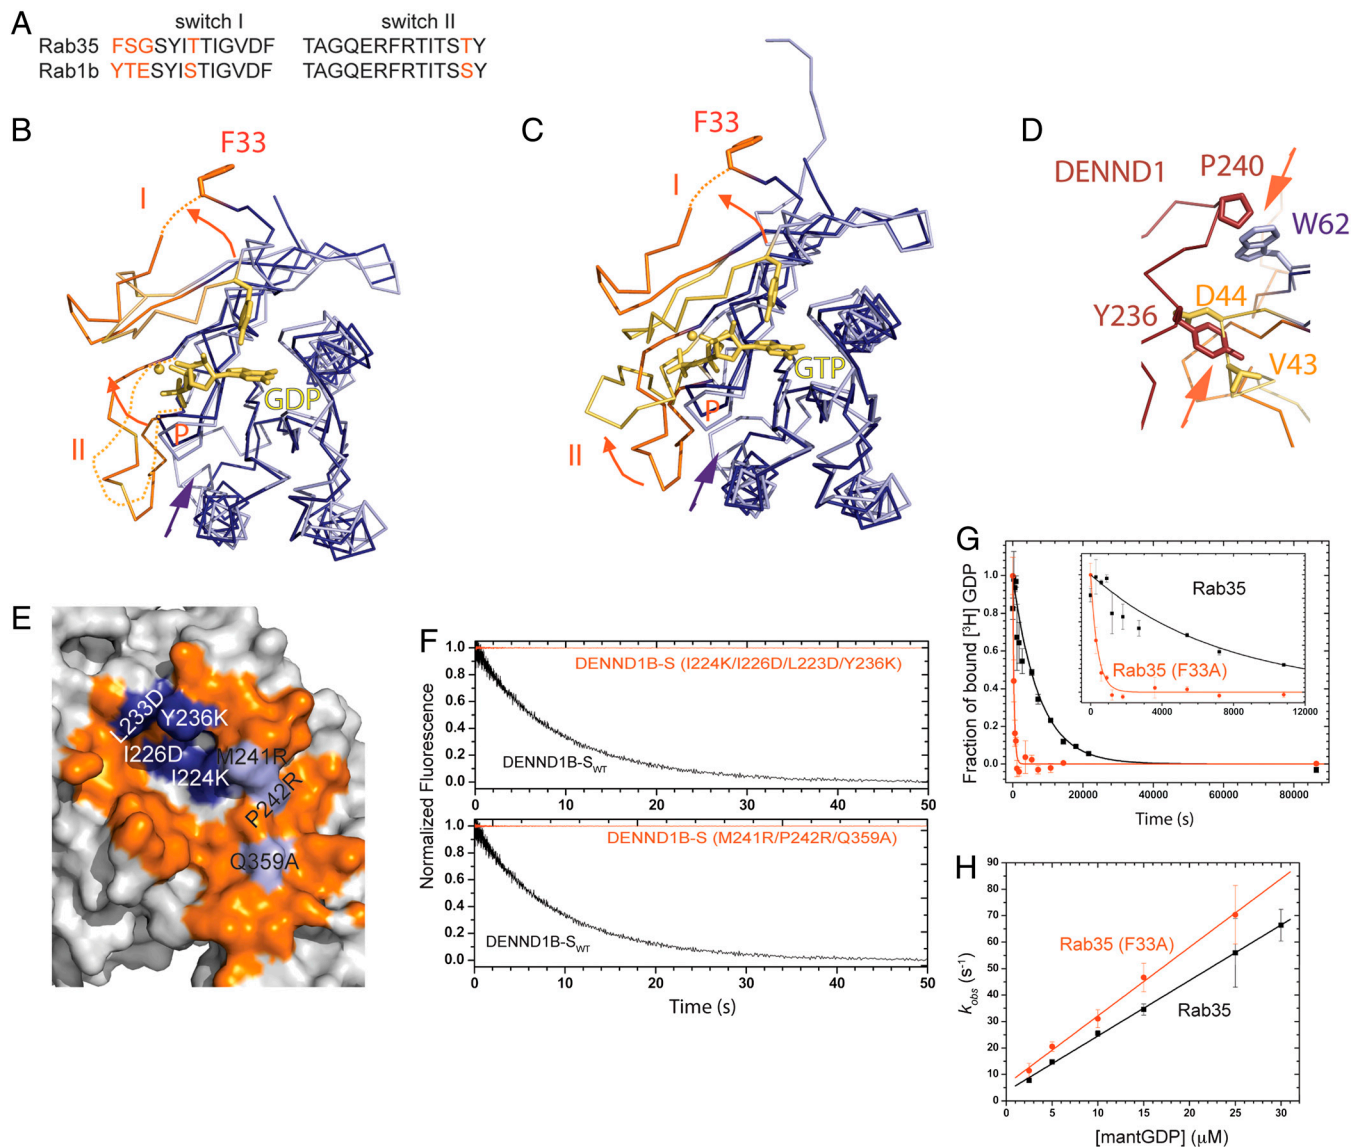 A
switch I
switch II
Rab35 FSGSYITTIGVDF TAGQERFRTITSTY
Rab1b YTESYISTIGVDF TAGQERFRTITSSY
B
F33
I
II
P
GDP
C
F33
I
II
P
GTP
D
DENND1
P240
W62
D44
Y236
V43
E
L233D
Y236K
I226D
M241R
I224K
P242R
Q359A
F
Normalized Fluorescence
1.0
0.8
0.6
0.4
0.2
0.0
DENND1B-S (I224K/I226D/L223D/Y236K)
DENND1B-SWT
0 10 20 30 40 50
1.0
0.8
0.6
0.4
0.2
0.0
DENND1B-S (M241R/P242R/Q359A)
DENND1B-SWT
0 10 20 30 40 50
Time (s)
G
Fraction of bound [³H] GDP
1.0
0.8
0.6
0.4
0.2
0.0
Rab35
Rab35 (F33A)
0 4000 8000 12000
0 20000 40000 60000 80000
Time (s)
H
kobs (s⁻¹)
90
80
70
60
50
40
30
20
10
0
Rab35 (F33A)
Rab35
0 5 10 15 20 25 30
[mantGDP] (μM)